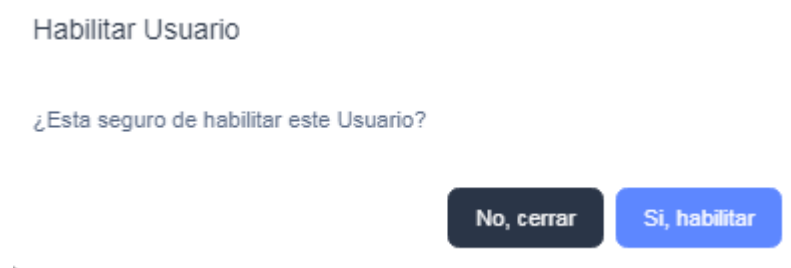 Habilitar Usuario
¿Esta seguro de habilitar este Usuario?
No, cerrar
Si, habilitar